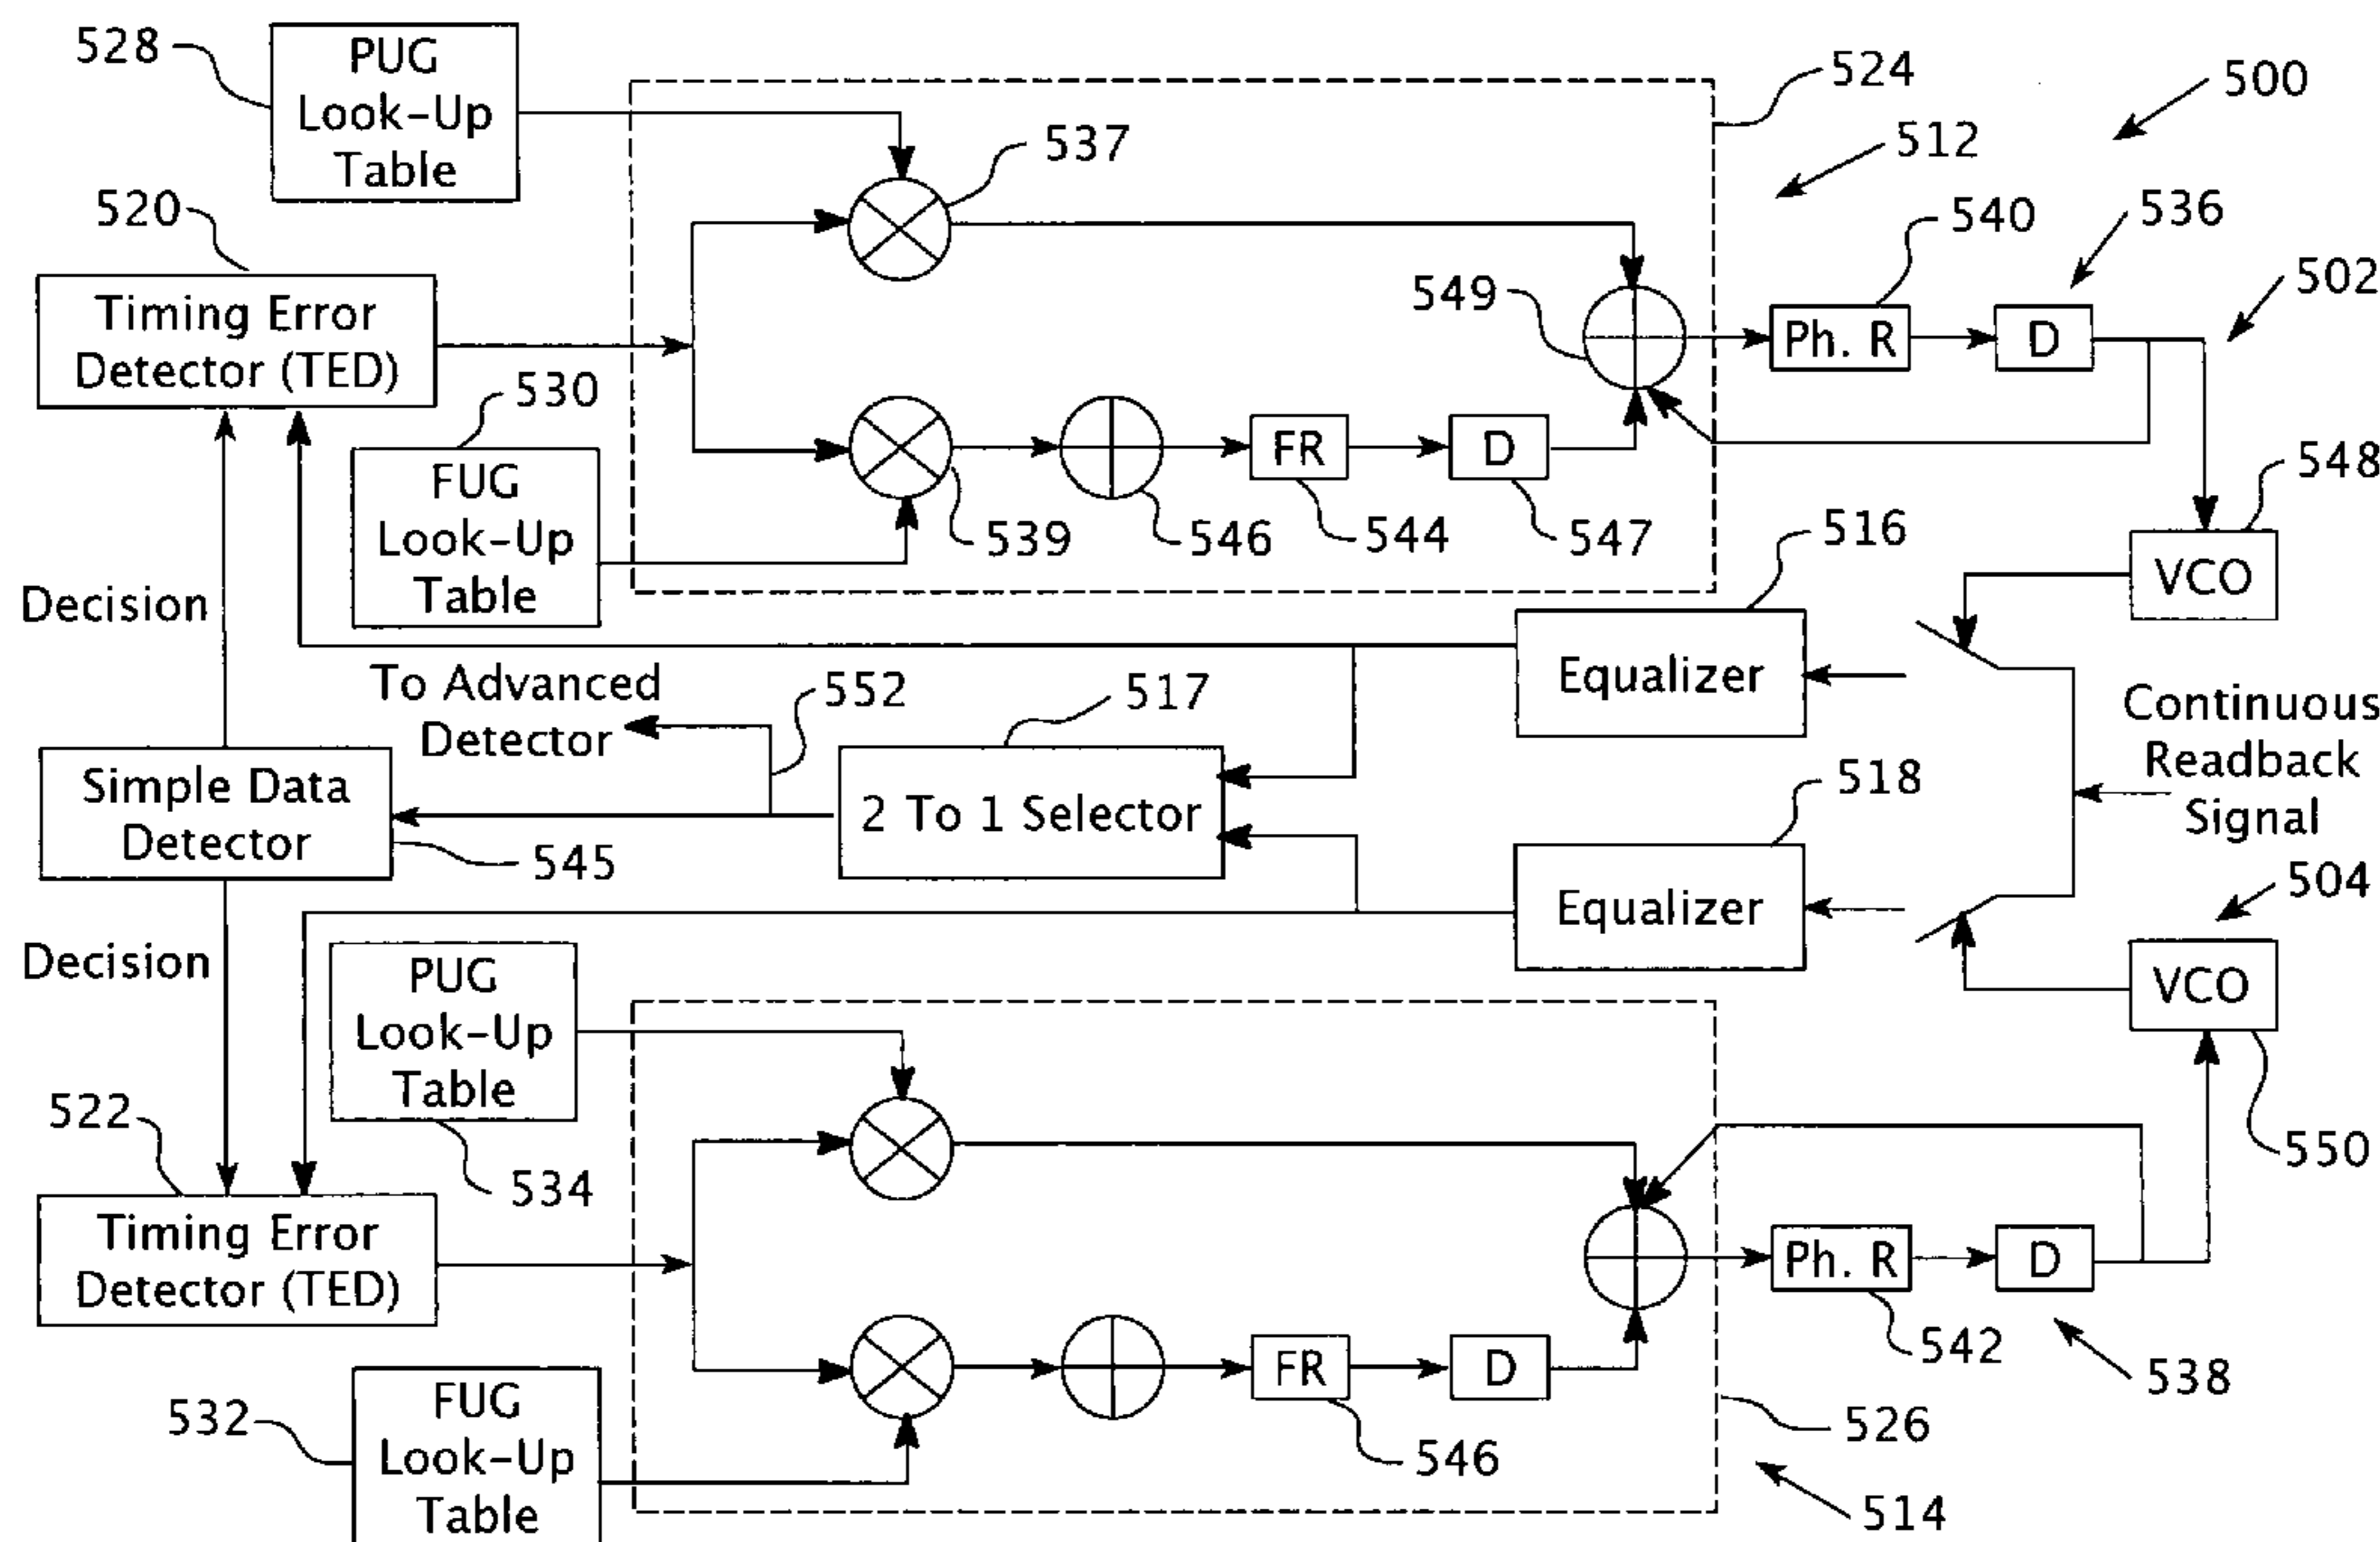 528
PUG
Look-Up
Table
524
500
537
512
520
540
536
549
502
Timing Error
Detector (TED)
Ph. R
D
530
FUG
Look-Up
Table
FR
D
548
539
546
544
547
516
VCO
Decision
Equalizer
To Advanced
Detector
552
517
Continuous
Readback
Signal
Simple Data
Detector
2 To 1 Selector
518
545
504
Equalizer
Decision
PUG
Look-Up
Table
VCO
522
534
550
Timing Error
Detector (TED)
Ph. R
D
542
538
532
FUG
Look-Up
Table
FR
D
546
526
514